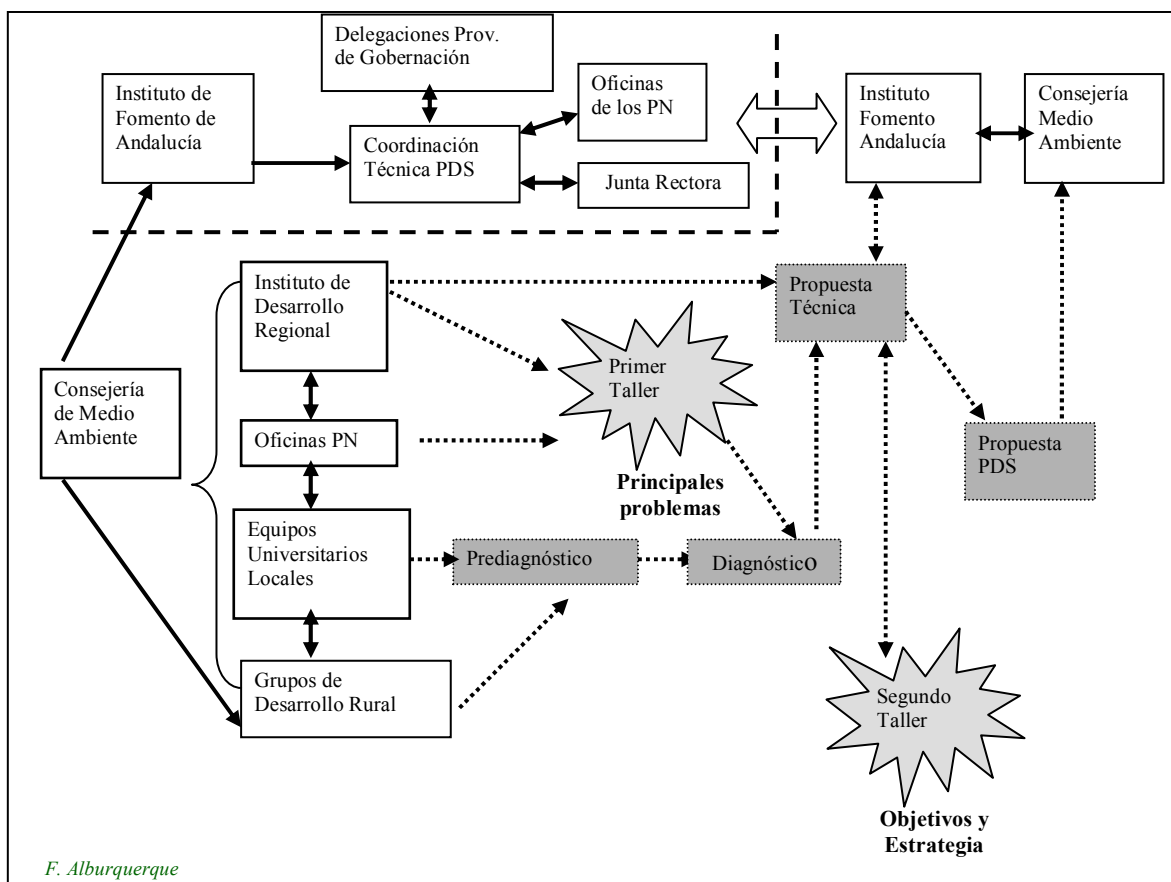 Delegaciones Prov.
de Gobernación
Instituto de
Fomento de
Andalucía
Coordinación
Técnica PDS
Oficinas
de los PN
Junta Rectora
Instituto
Fomento
Andalucía
Consejería
Medio
Ambiente
Instituto de
Desarrollo
Regional
Propuesta
Técnica
Primer
Taller
Consejería
de Medio
Ambiente
Oficinas PN
Principales
problemas
Propuesta
PDS
Equipos
Universitarios
Locales
Prediagnóstico
Diagnóstico
Grupos de
Desarrollo Rural
Segundo
Taller
Objetivos y
Estrategia
F. Alburquerque